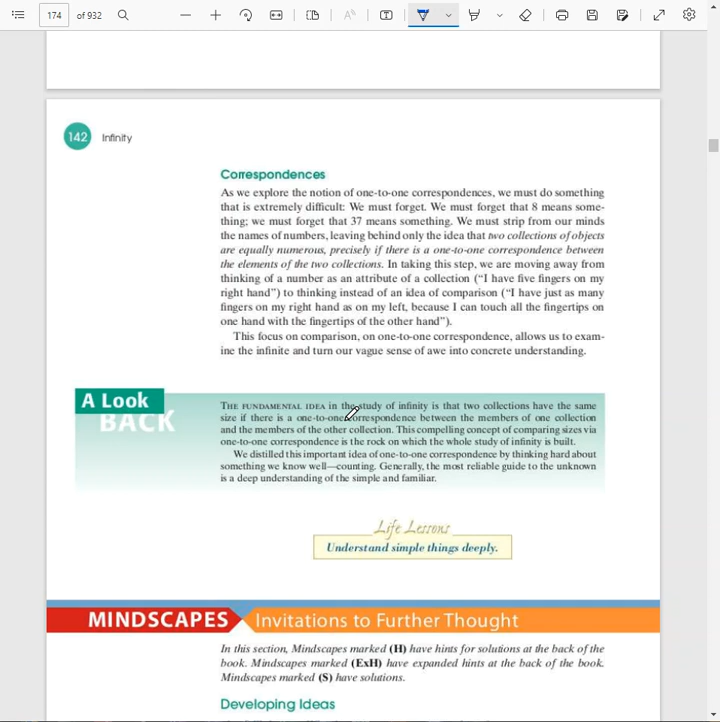 174 of 932
142 Infinity
Correspondences
As we explore the notion of one-to-one correspondences, we must do something
that is extremely difficult: We must forget. We must forget that 8 means some-
thing; we must forget that 37 means something. We must strip from our minds
the names of numbers, leaving behind only the idea that two collections of objects
are equally numerous, precisely if there is a one-to-one correspondence between
the elements of the two collections. In taking this step, we are moving away from
thinking of a number as an attribute of a collection (“I have five fingers on my
right hand”) to thinking instead of an idea of comparison (“I have just as many
fingers on my right hand as on my left, because I can touch all the fingertips on
one hand with the fingertips of the other hand”).
This focus on comparison, on one-to-one correspondence, allows us to exam-
ine the infinite and turn our vague sense of awe into concrete understanding.
A Look
BACK
THE FUNDAMENTAL IDEA in the study of infinity is that two collections have the same
size if there is a one-to-one correspondence between the members of one collection
and the members of the other collection. This compelling concept of comparing sizes via
one-to-one correspondence is the rock on which the whole study of infinity is built.
We distilled this important idea of one-to-one correspondence by thinking hard about
something we know well—counting. Generally, the most reliable guide to the unknown
is a deep understanding of the simple and familiar.
Life Lessons
Understand simple things deeply.
MINDSCAPES Invitations to Further Thought
In this section, Mindscapes marked (H) have hints for solutions at the back of the
book. Mindscapes marked (ExH) have expanded hints at the back of the book.
Mindscapes marked (S) have solutions.
Developing Ideas